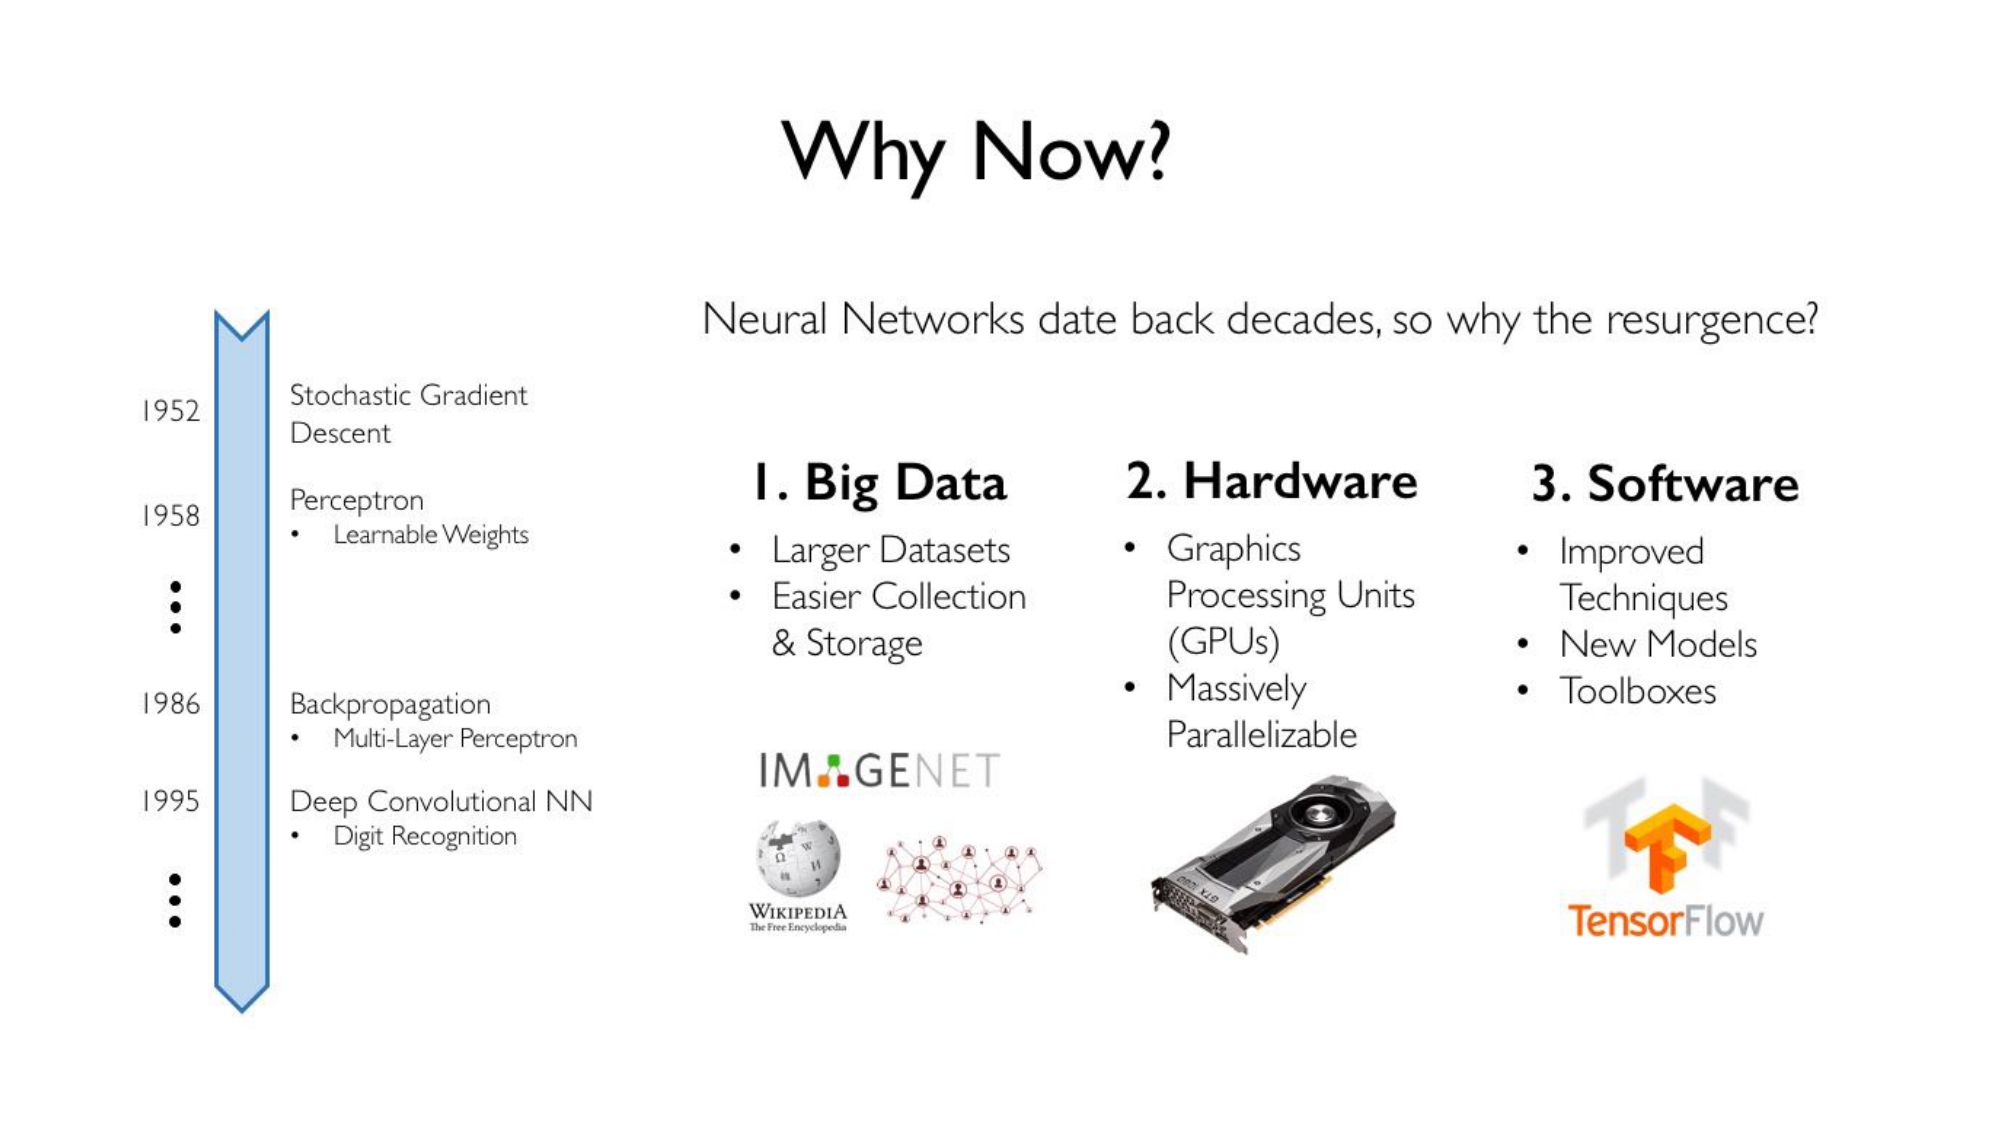 Why Now?
Neural Networks date back decades, so why the resurgence?
1952
Stochastic Gradient
Descent
1958
Perceptron
• Learnable Weights
1986
Backpropagation
• Multi-Layer Perceptron
1995
Deep Convolutional NN
• Digit Recognition
1. Big Data
• Larger Datasets
• Easier Collection
& Storage
IMAGENET
WIKIPEDIA
The Free Encyclopedia
2. Hardware
• Graphics
Processing Units
(GPUs)
• Massively
Parallelizable
GTX 1080
3. Software
• Improved
Techniques
• New Models
• Toolboxes
TensorFlow